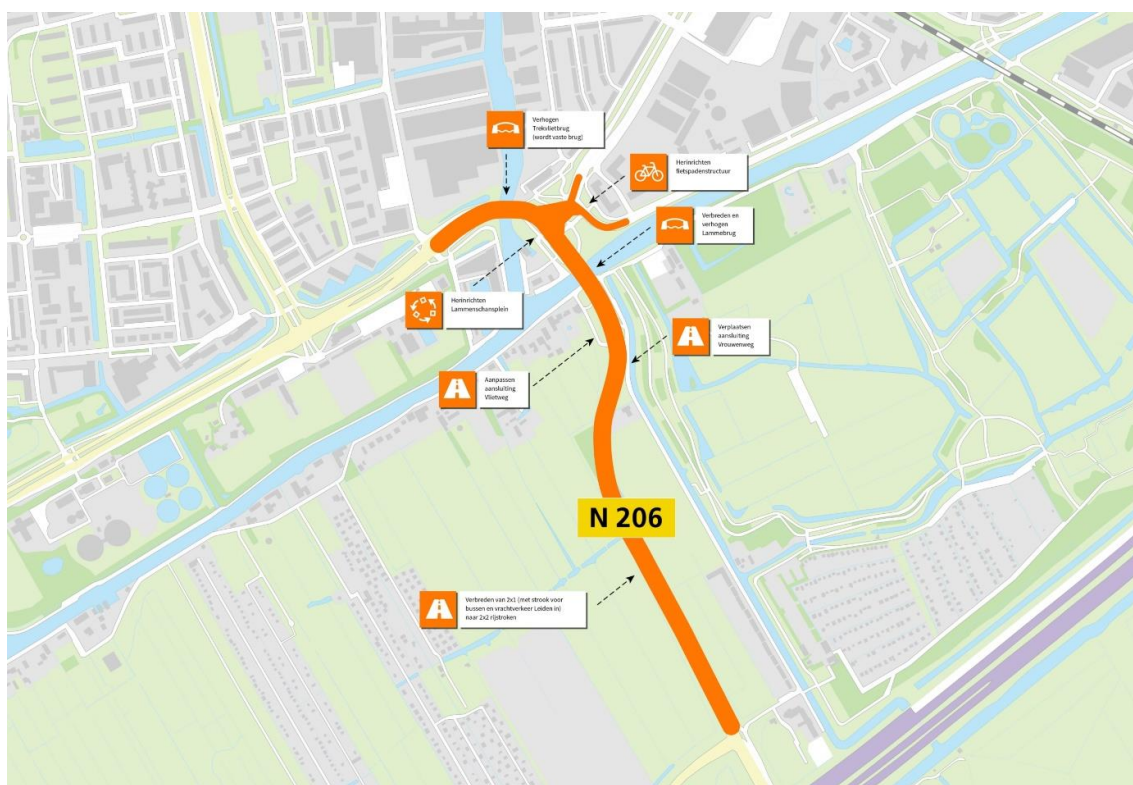 Verhogen
Trekvlietbrug
(wordt vaste brug)
Herinrichten
fietspadenstructuur
Verbreden en
verhogen
Lammebrug
Herinrichten
Lammenschansplein
Verplaatsen
aansluiting
Vrouwenweg
Aanpassen
aansluiting
Vlietweg
N 206
Verbreden van 2x1 (met strook voor
bussen en vrachtverkeer Leiden in)
naar 2x2 rijstroken